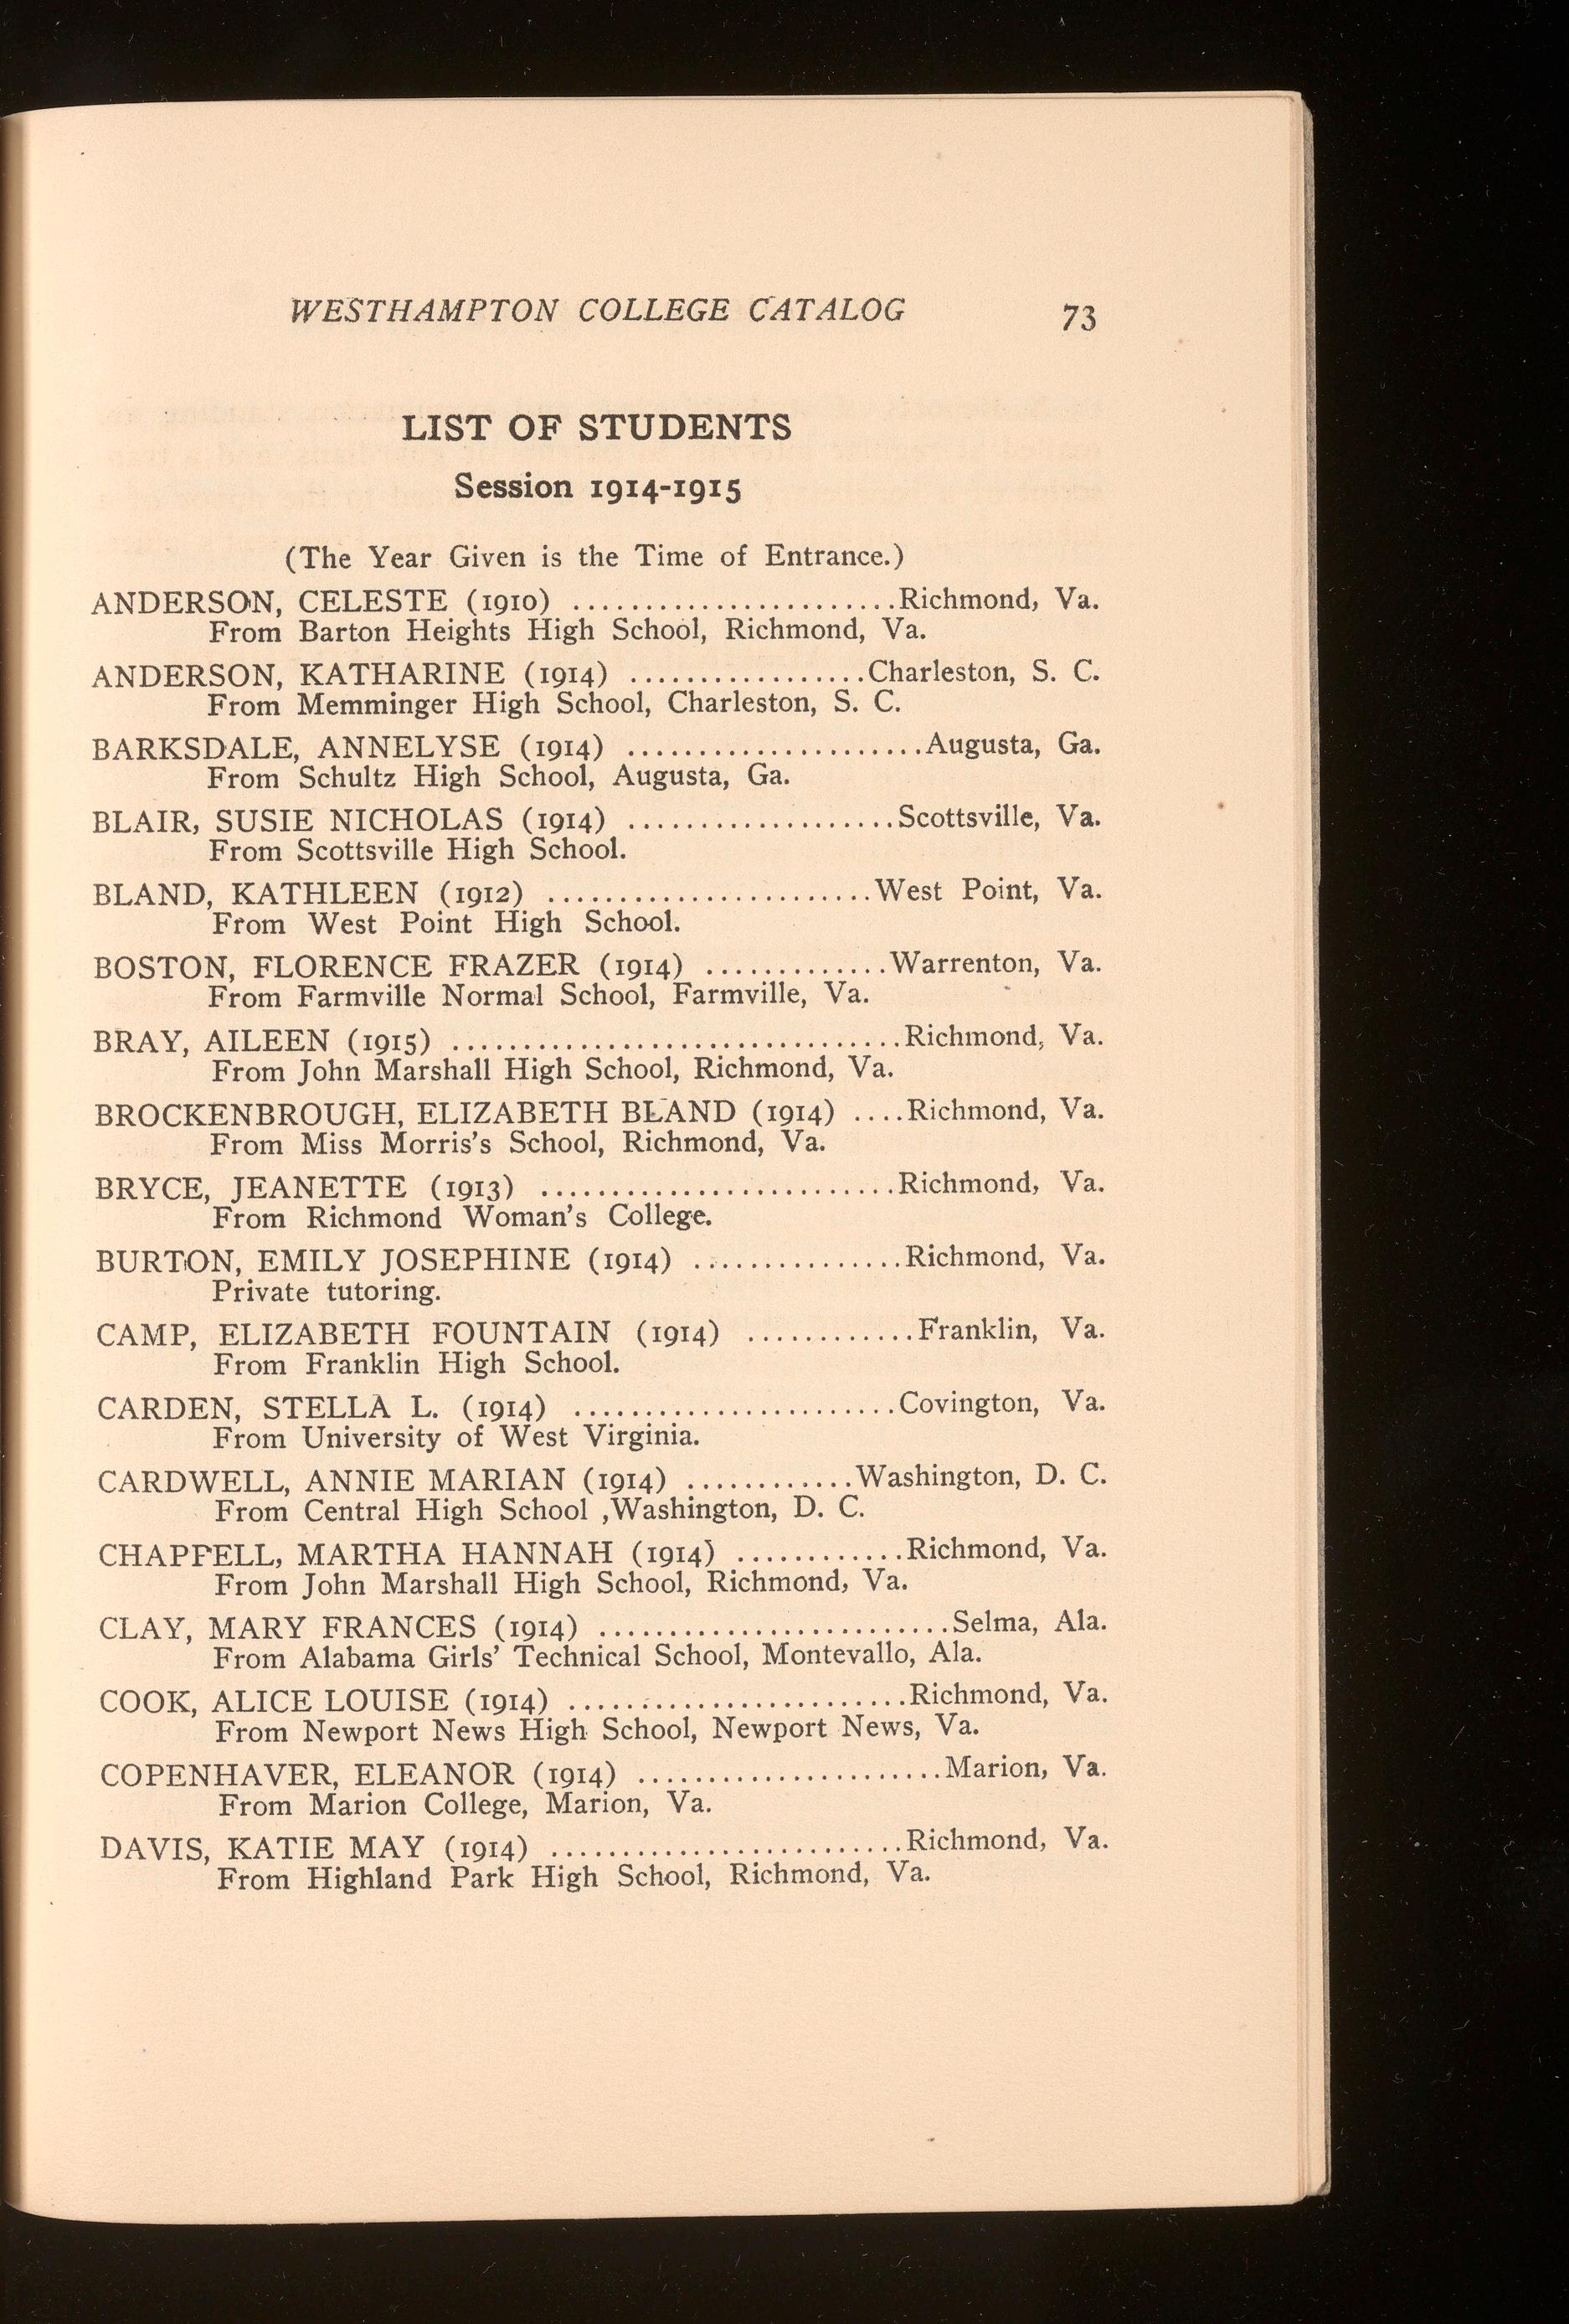 WESTHAMPTON COLLEGE CATALOG 73
LIST OF STUDENTS
Session 1914-1915
(The Year Given is the Time of Entrance.)
ANDERSON, CELESTE (1910) .......................Richmond, Va.
From Barton Heights High School, Richmond, Va.
ANDERSON, KATHARINE (1914) .................Charleston, S. C.
From Memminger High School, Charleston, S. C.
BARKSDALE, ANNELYSE (1914) .....................Augusta, Ga.
From Schultz High School, Augusta, Ga.
BLAIR, SUSIE NICHOLAS (1914) ...................Scottsville, Va.
From Scottsville High School.
BLAND, KATHLEEN (1912) .......................West Point, Va.
From West Point High School.
BOSTON, FLORENCE FRAZER (1914) .............Warrenton, Va.
From Farmville Normal School, Farmville, Va.
BRAY, AILEEN (1915) ................................Richmond, Va.
From John Marshall High School, Richmond, Va.
BROCKENBROUGH, ELIZABETH BLAND (1914) ....Richmond, Va.
From Miss Morris's School, Richmond, Va.
BRYCE, JEANETTE (1913) .........................Richmond, Va.
From Richmond Woman's College.
BURTON, EMILY JOSEPHINE (1914) ...............Richmond, Va.
Private tutoring.
CAMP, ELIZABETH FOUNTAIN (1914) ............Franklin, Va.
From Franklin High School.
CARDEN, STELLA L. (1914) .......................Covington, Va.
From University of West Virginia.
CARDWELL, ANNIE MARIAN (1914) ............Washington, D. C.
From Central High School ,Washington, D. C.
CHAPPELL, MARTHA HANNAH (1914) ............Richmond, Va.
From John Marshall High School, Richmond, Va.
CLAY, MARY FRANCES (1914) .........................Selma, Ala.
From Alabama Girls' Technical School, Montevallo, Ala.
COOK, ALICE LOUISE (1914) ........................Richmond, Va.
From Newport News High School, Newport News, Va.
COPENHAVER, ELEANOR (1914) ......................Marion, Va.
From Marion College, Marion, Va.
DAVIS, KATIE MAY (1914) .........................Richmond, Va.
From Highland Park High School, Richmond, Va.